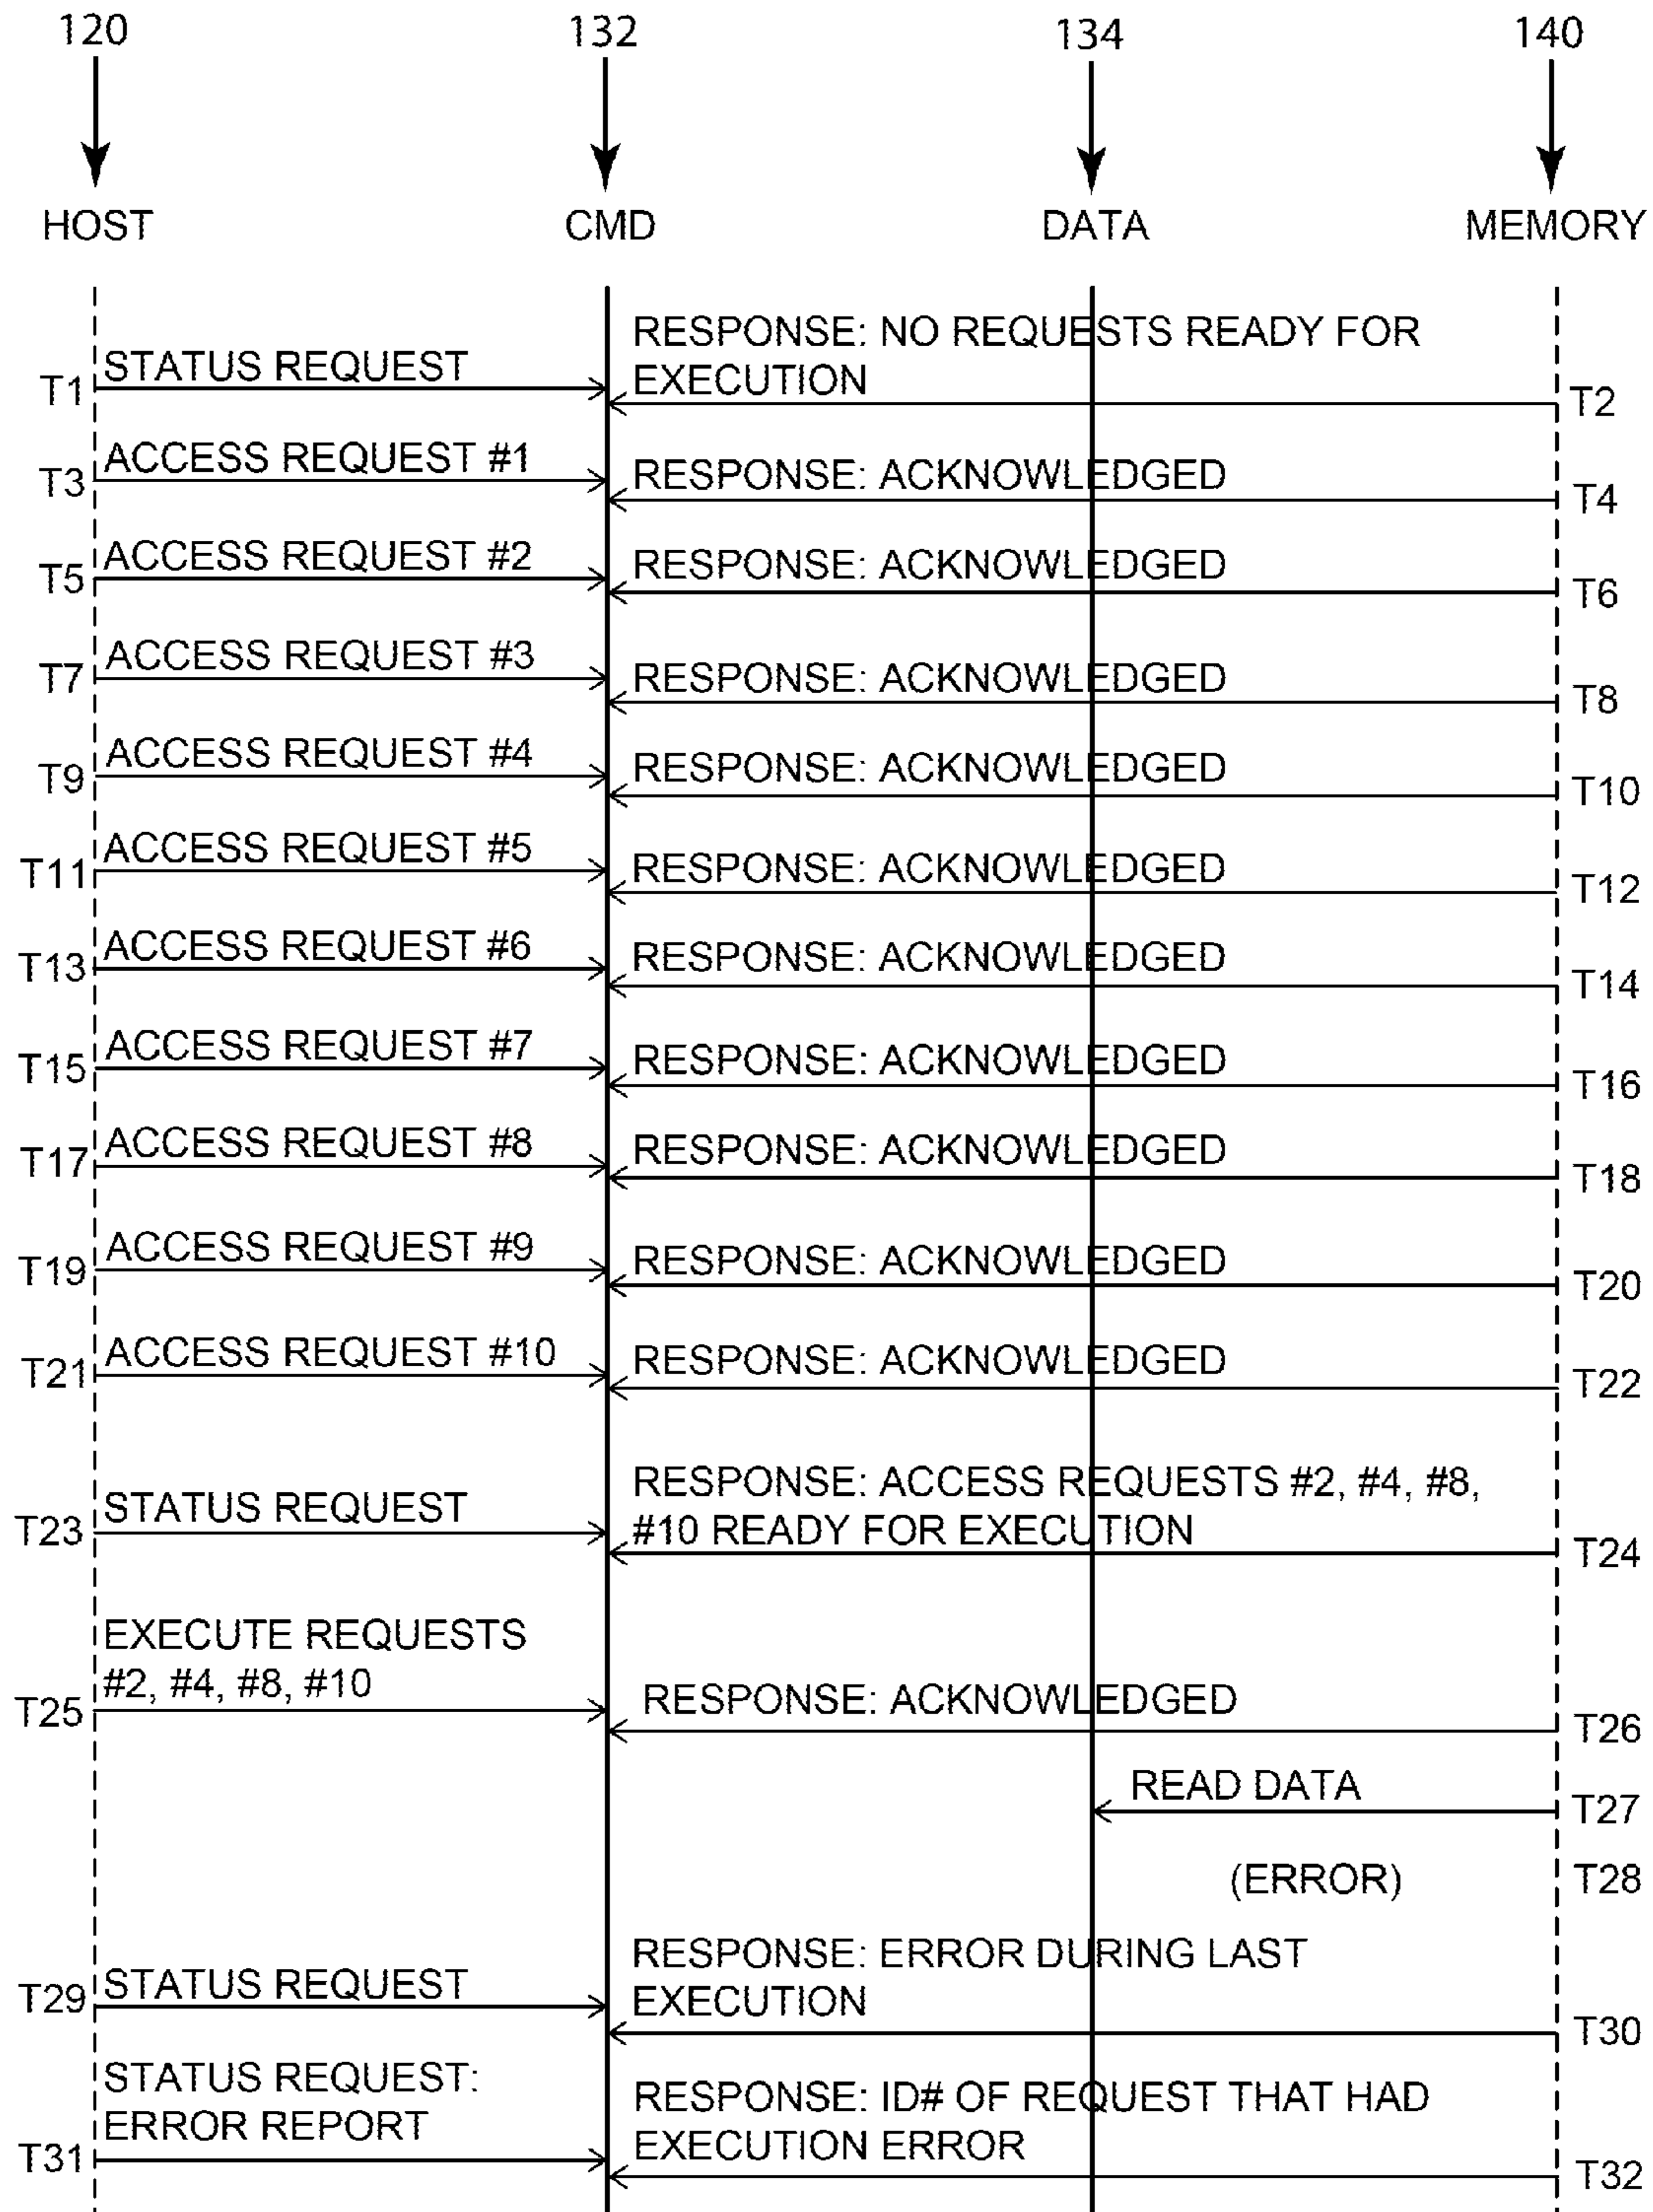 120 132 134 140
HOST CMD DATA MEMORY
RESPONSE: NO REQUESTS READY FOR
T1 STATUS REQUEST EXECUTION T2
T3 ACCESS REQUEST #1 RESPONSE: ACKNOWLEDGED T4
T5 ACCESS REQUEST #2 RESPONSE: ACKNOWLEDGED T6
T7 ACCESS REQUEST #3 RESPONSE: ACKNOWLEDGED T8
T9 ACCESS REQUEST #4 RESPONSE: ACKNOWLEDGED T10
T11 ACCESS REQUEST #5 RESPONSE: ACKNOWLEDGED T12
T13 ACCESS REQUEST #6 RESPONSE: ACKNOWLEDGED T14
T15 ACCESS REQUEST #7 RESPONSE: ACKNOWLEDGED T16
T17 ACCESS REQUEST #8 RESPONSE: ACKNOWLEDGED T18
T19 ACCESS REQUEST #9 RESPONSE: ACKNOWLEDGED T20
T21 ACCESS REQUEST #10 RESPONSE: ACKNOWLEDGED T22
RESPONSE: ACCESS REQUESTS #2, #4, #8,
T23 STATUS REQUEST #10 READY FOR EXECUTION T24
EXECUTE REQUESTS
#2, #4, #8, #10
T25 RESPONSE: ACKNOWLEDGED T26
READ DATA T27
(ERROR) T28
RESPONSE: ERROR DURING LAST
T29 STATUS REQUEST EXECUTION T30
STATUS REQUEST: RESPONSE: ID# OF REQUEST THAT HAD
ERROR REPORT EXECUTION ERROR
T31 T32